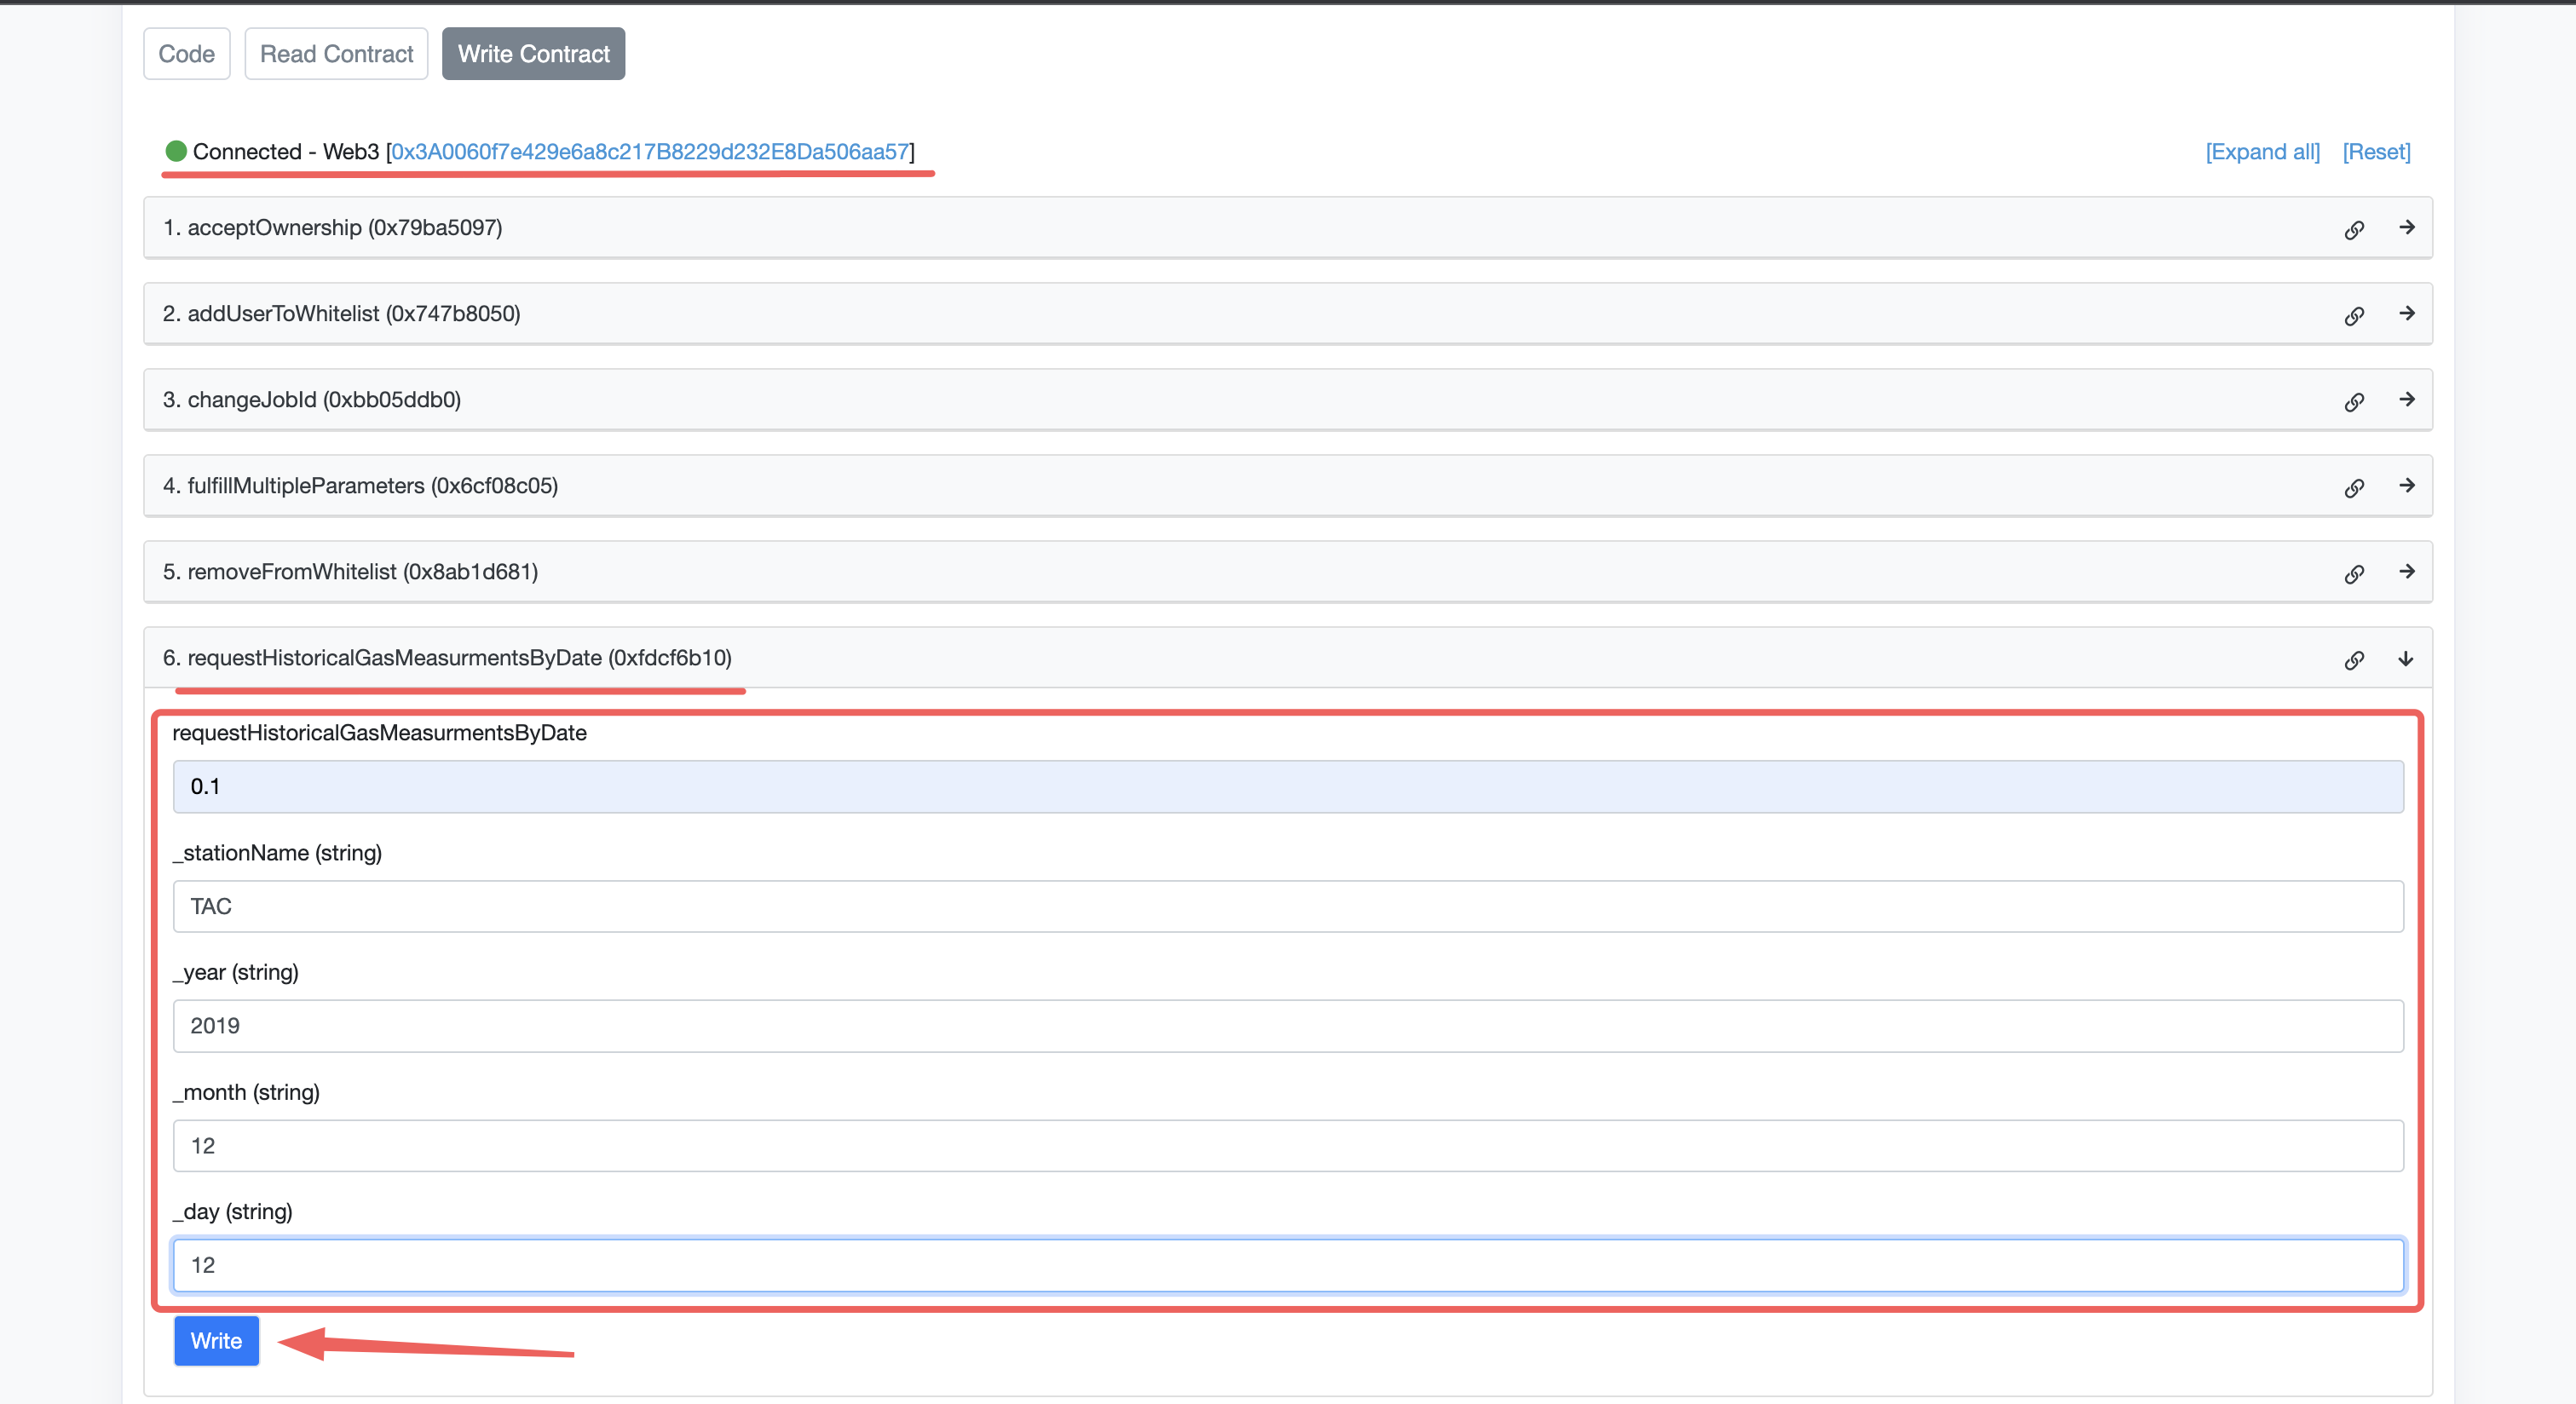 Code Read Contract Write Contract
Connected - Web3 [0x3A0060f7e429e6a8c217B8229d232E8Da506aa57] [Expand all] [Reset]
1. acceptOwnership (0x79ba5097)
2. addUserToWhitelist (0x747b8050)
3. changeJobId (0xbb05ddb0)
4. fulfillMultipleParameters (0x6cf08c05)
5. removeFromWhitelist (0x8ab1d681)
6. requestHistoricalGasMeasurmentsByDate (0xfdcf6b10)
requestHistoricalGasMeasurmentsByDate
0.1
_stationName (string)
TAC
_year (string)
2019
_month (string)
12
_day (string)
12
Write